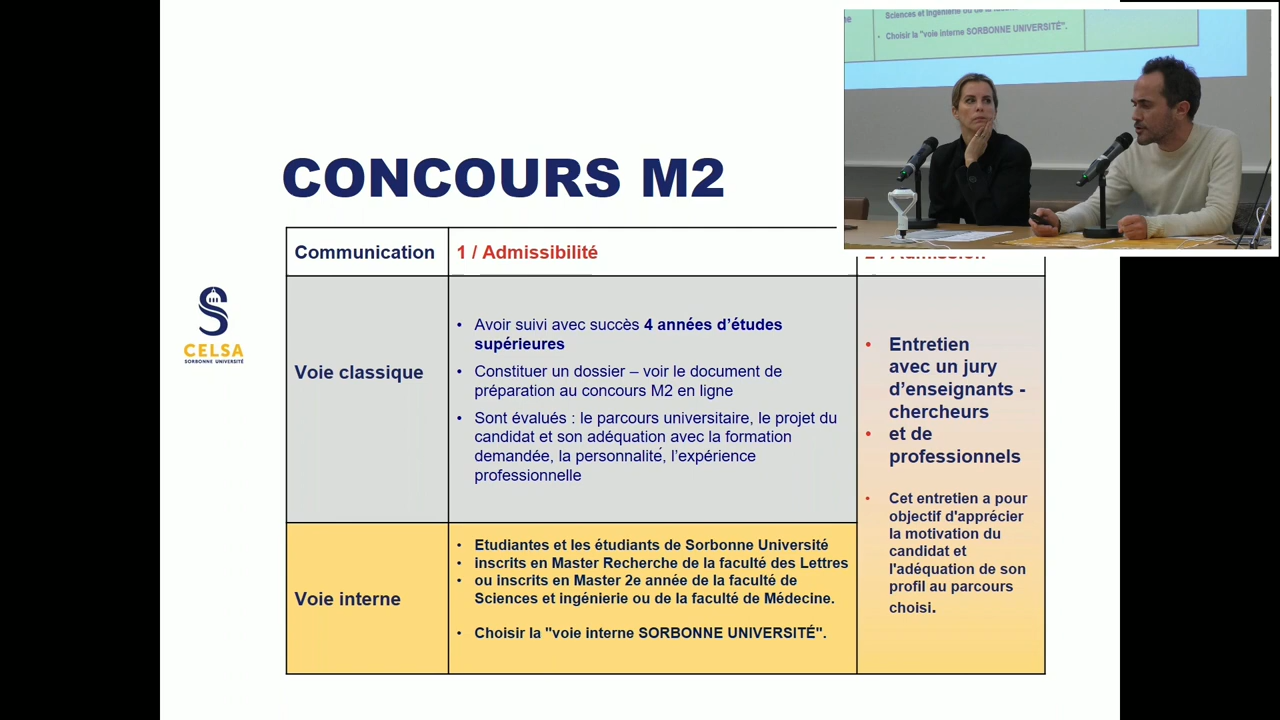 Sciences et ingénierie ou de la
Choisir la "voie interne SORBONNE UNIVERSITÉ".
CONCOURS M2
Communication
1 / Admissibilité
CELSA
SORBONNE UNIVERSITÉ
Voie classique
• Avoir suivi avec succès 4 années d'études
supérieures
• Constituer un dossier – voir le document de
préparation au concours M2 en ligne
• Sont évalués : le parcours universitaire, le projet du
candidat et son adéquation avec la formation
demandée, la personnalité, l'expérience
professionnelle
• Entretien
avec un jury
d'enseignants -
chercheurs
• et de
professionnels
• Cet entretien a pour
objectif d'apprécier
la motivation du
candidat et
l'adéquation de son
profil au parcours
choisi.
Voie interne
• Etudiantes et les étudiants de Sorbonne Université
• inscrits en Master Recherche de la faculté des Lettres
• ou inscrits en Master 2e année de la faculté de
Sciences et ingénierie ou de la faculté de Médecine.
• Choisir la "voie interne SORBONNE UNIVERSITÉ".